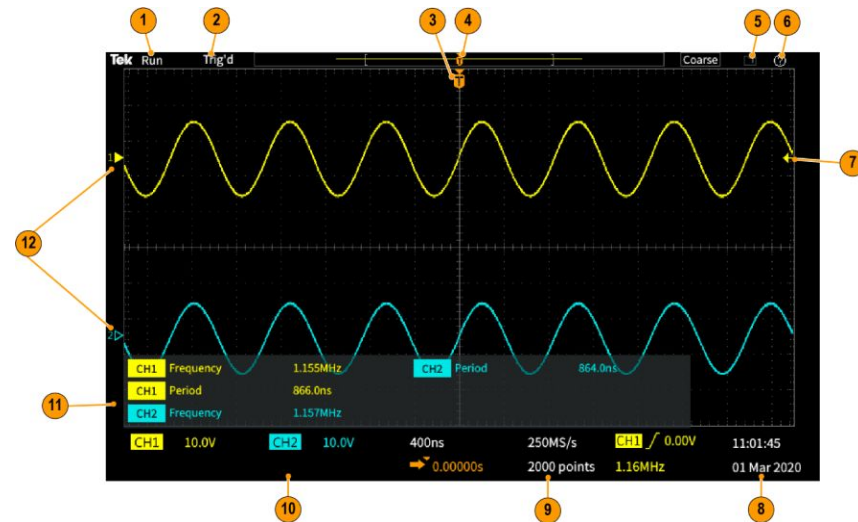 1 2 3 4 5 6
Tek Run Trig'd Coarse ?
T
1
7
12
2
CH1 Frequency 1.155MHz CH2 Period 864.0ns
CH1 Period 866.0ns
11
CH2 Frequency 1.157MHz
CH1 10.0V CH2 10.0V 400ns 250MS/s CH1 0.00V 11:01:45
0.00000s 2000 points 1.16MHz 01 Mar 2020
10 9 8